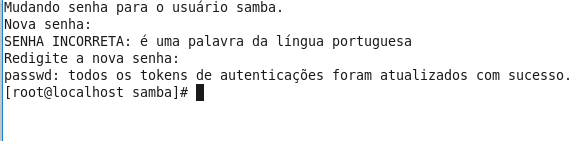 Mudando senha para o usuário samba.
Nova senha:
SENHA INCORRETA: é uma palavra da língua portuguesa
Redigite a nova senha:
passwd: todos os tokens de autenticações foram atualizados com sucesso.
[root@localhost samba]#